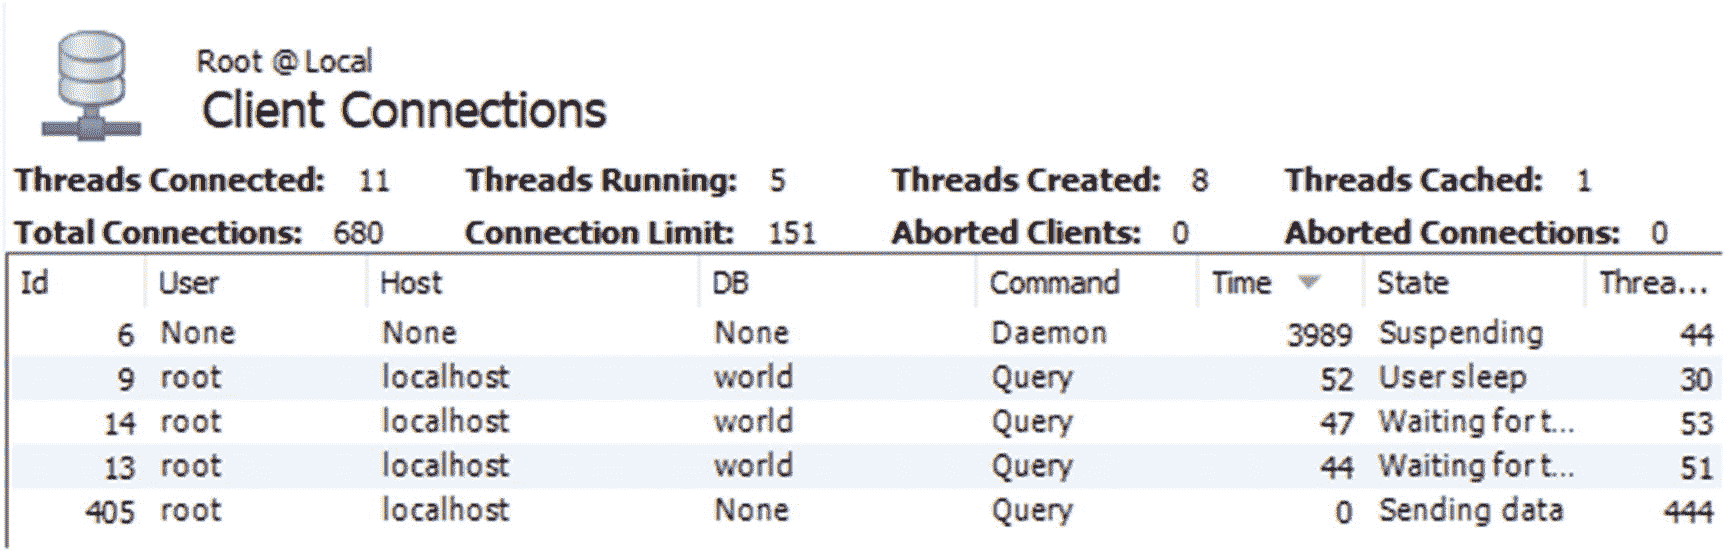 Root @ Local
Client Connections
Threads Connected: 11 Threads Running: 5 Threads Created: 8 Threads Cached: 1
Total Connections: 680 Connection Limit: 151 Aborted Clients: 0 Aborted Connections: 0
Id User Host DB Command Time State Threa...
6 None None None Daemon 3989 Suspending 44
9 root localhost world Query 52 User sleep 30
14 root localhost world Query 47 Waiting for t... 53
13 root localhost world Query 44 Waiting for t... 51
405 root localhost None Query 0 Sending data 444